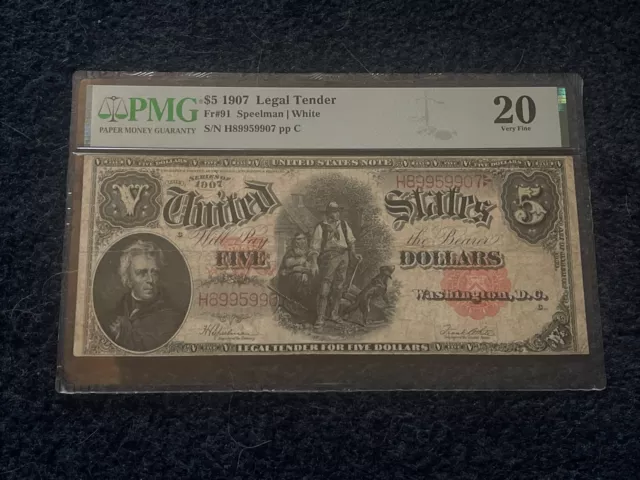 PMG
PAPER MONEY GUARANTY
$5 1907 Legal Tender
Fr#91 Speelman | White
S/N H89959907 pp C
20
Very Fine
UNITED STATES NOTE
SERIES OF
1907
H89959907
V
United States
5
Will Pay the Bearer
FIVE DOLLARS
Washington, D.C.
H8995990
D
LEGAL TENDER FOR FIVE DOLLARS